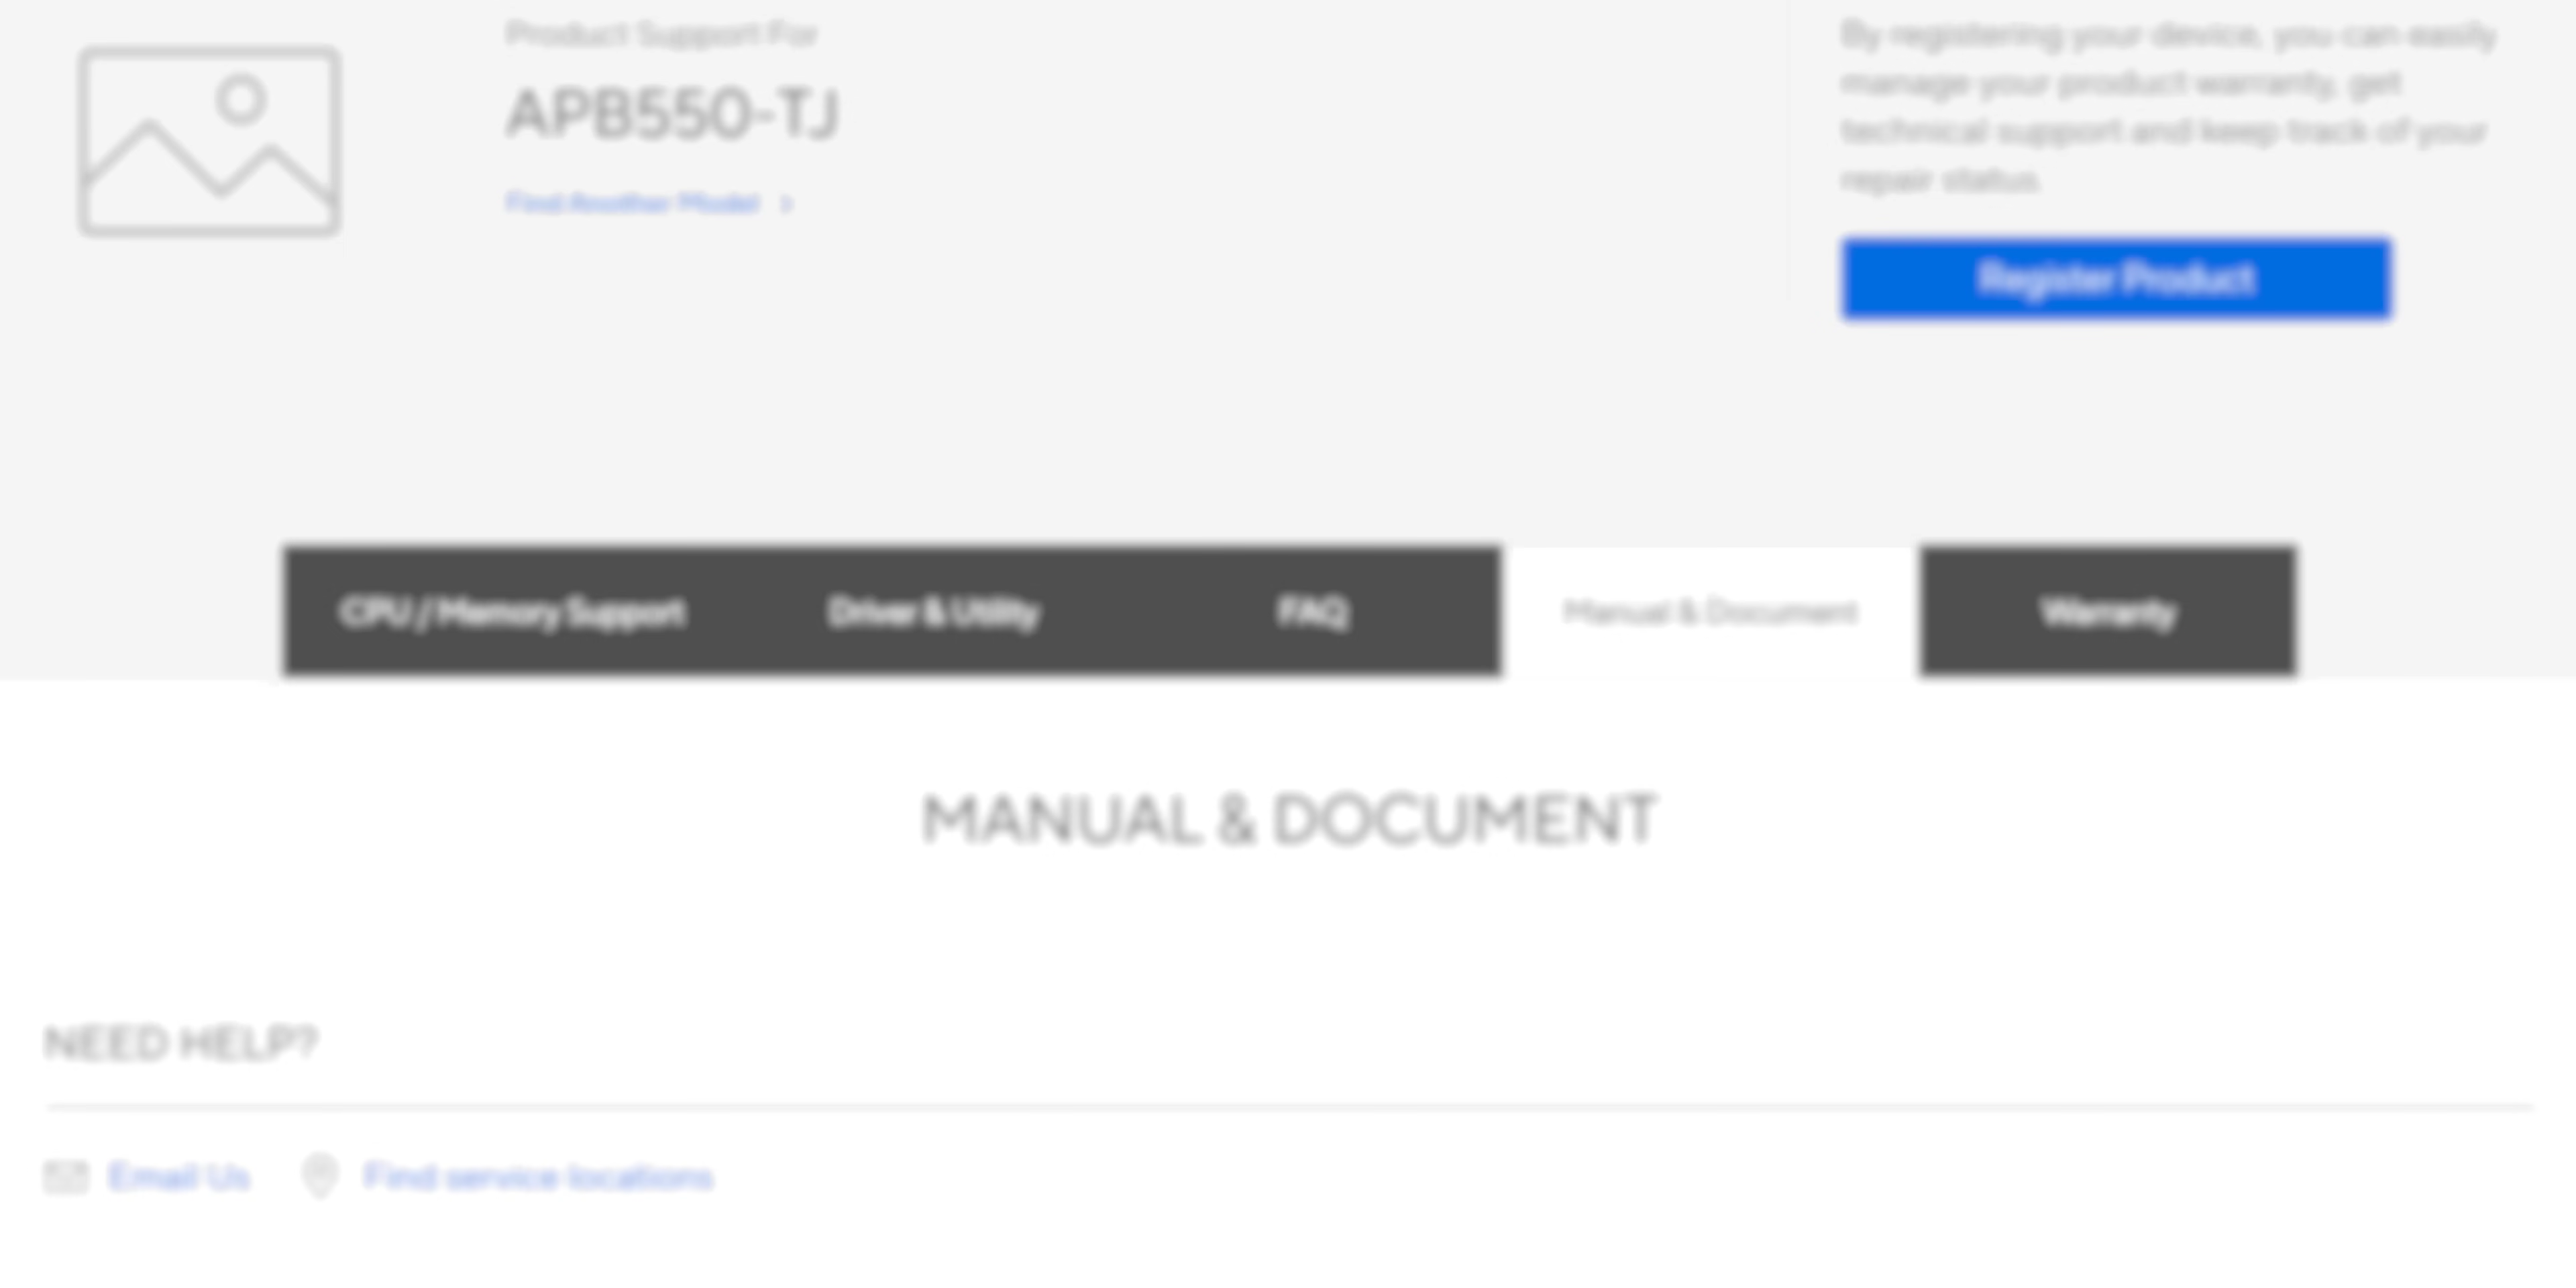 Product Support For
APB550-TJ
Find Another Model
By registering your device, you can easily
manage your product warranty, get
technical support and keep track of your
repair status.
Register Product
CPU / Memory Support
Driver & Utility
FAQ
Manual & Document
Warranty
MANUAL & DOCUMENT
NEED HELP?
Email Us
Find service locations